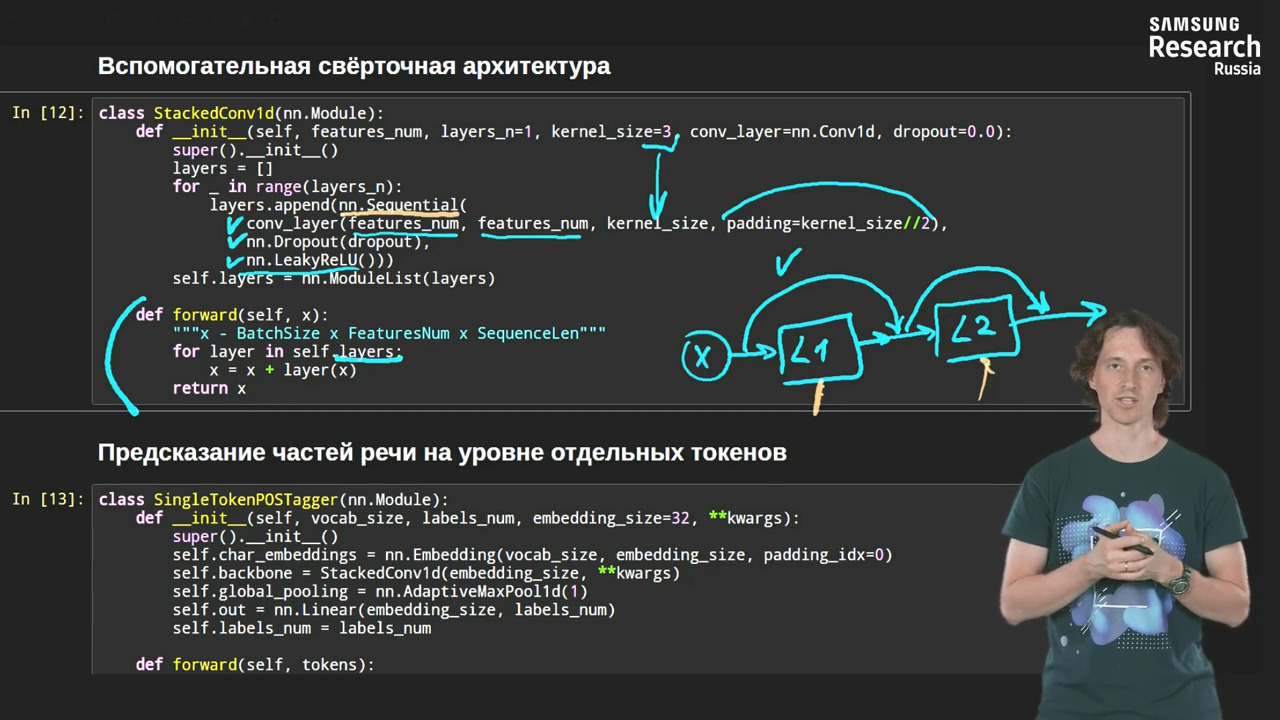 SAMSUNG
Research
Russia
Вспомогательная свёрточная архитектура
In [12]:
class StackedConv1d(nn.Module):
    def __init__(self, features_num, layers_n=1, kernel_size=3, conv_layer=nn.Conv1d, dropout=0.0):
        super().__init__()
        layers = []
        for _ in range(layers_n):
            layers.append(nn.Sequential(
                conv_layer(features_num, features_num, kernel_size, padding=kernel_size//2),
                nn.Dropout(dropout),
                nn.LeakyReLU()))
        self.layers = nn.ModuleList(layers)
    def forward(self, x):
        """x - BatchSize x FeaturesNum x SequenceLen"""
        for layer in self.layers:
            x = x + layer(x)
        return x
X
L1
L2
Предсказание частей речи на уровне отдельных токенов
In [13]:
class SingleTokenPOSTagger(nn.Module):
    def __init__(self, vocab_size, labels_num, embedding_size=32, **kwargs):
        super().__init__()
        self.char_embeddings = nn.Embedding(vocab_size, embedding_size, padding_idx=0)
        self.backbone = StackedConv1d(embedding_size, **kwargs)
        self.global_pooling = nn.AdaptiveMaxPool1d(1)
        self.out = nn.Linear(embedding_size, labels_num)
        self.labels_num = labels_num
    def forward(self, tokens):